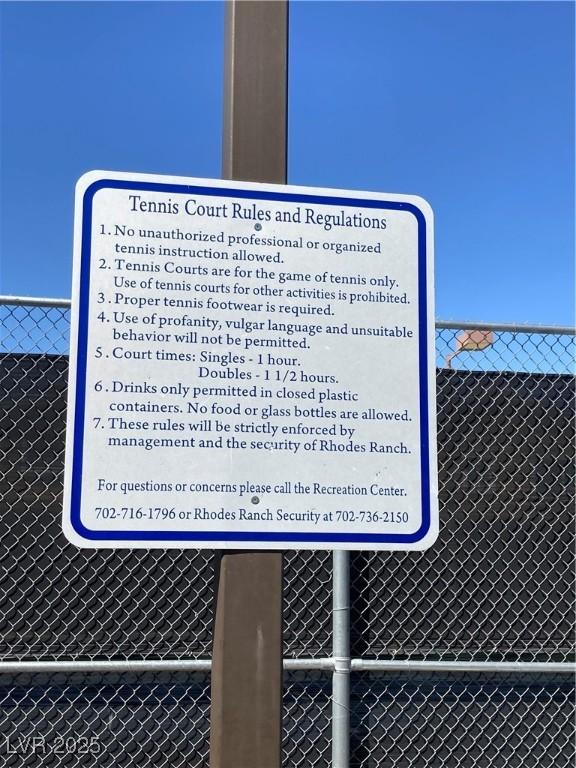 Tennis Court Rules and Regulations
1. No unauthorized professional or organized
tennis instruction allowed.
2. Tennis Courts are for the game of tennis only.
Use of tennis courts for other activities is prohibited.
3. Proper tennis footwear is required.
4. Use of profanity, vulgar language and unsuitable
behavior will not be permitted.
5. Court times: Singles - 1 hour.
Doubles - 1 1/2 hours.
6. Drinks only permitted in closed plastic
containers. No food or glass bottles are allowed.
7. These rules will be strictly enforced by
management and the security of Rhodes Ranch.
For questions or concerns please call the Recreation Center.
702-716-1796 or Rhodes Ranch Security at 702-736-2150
LVR 2025